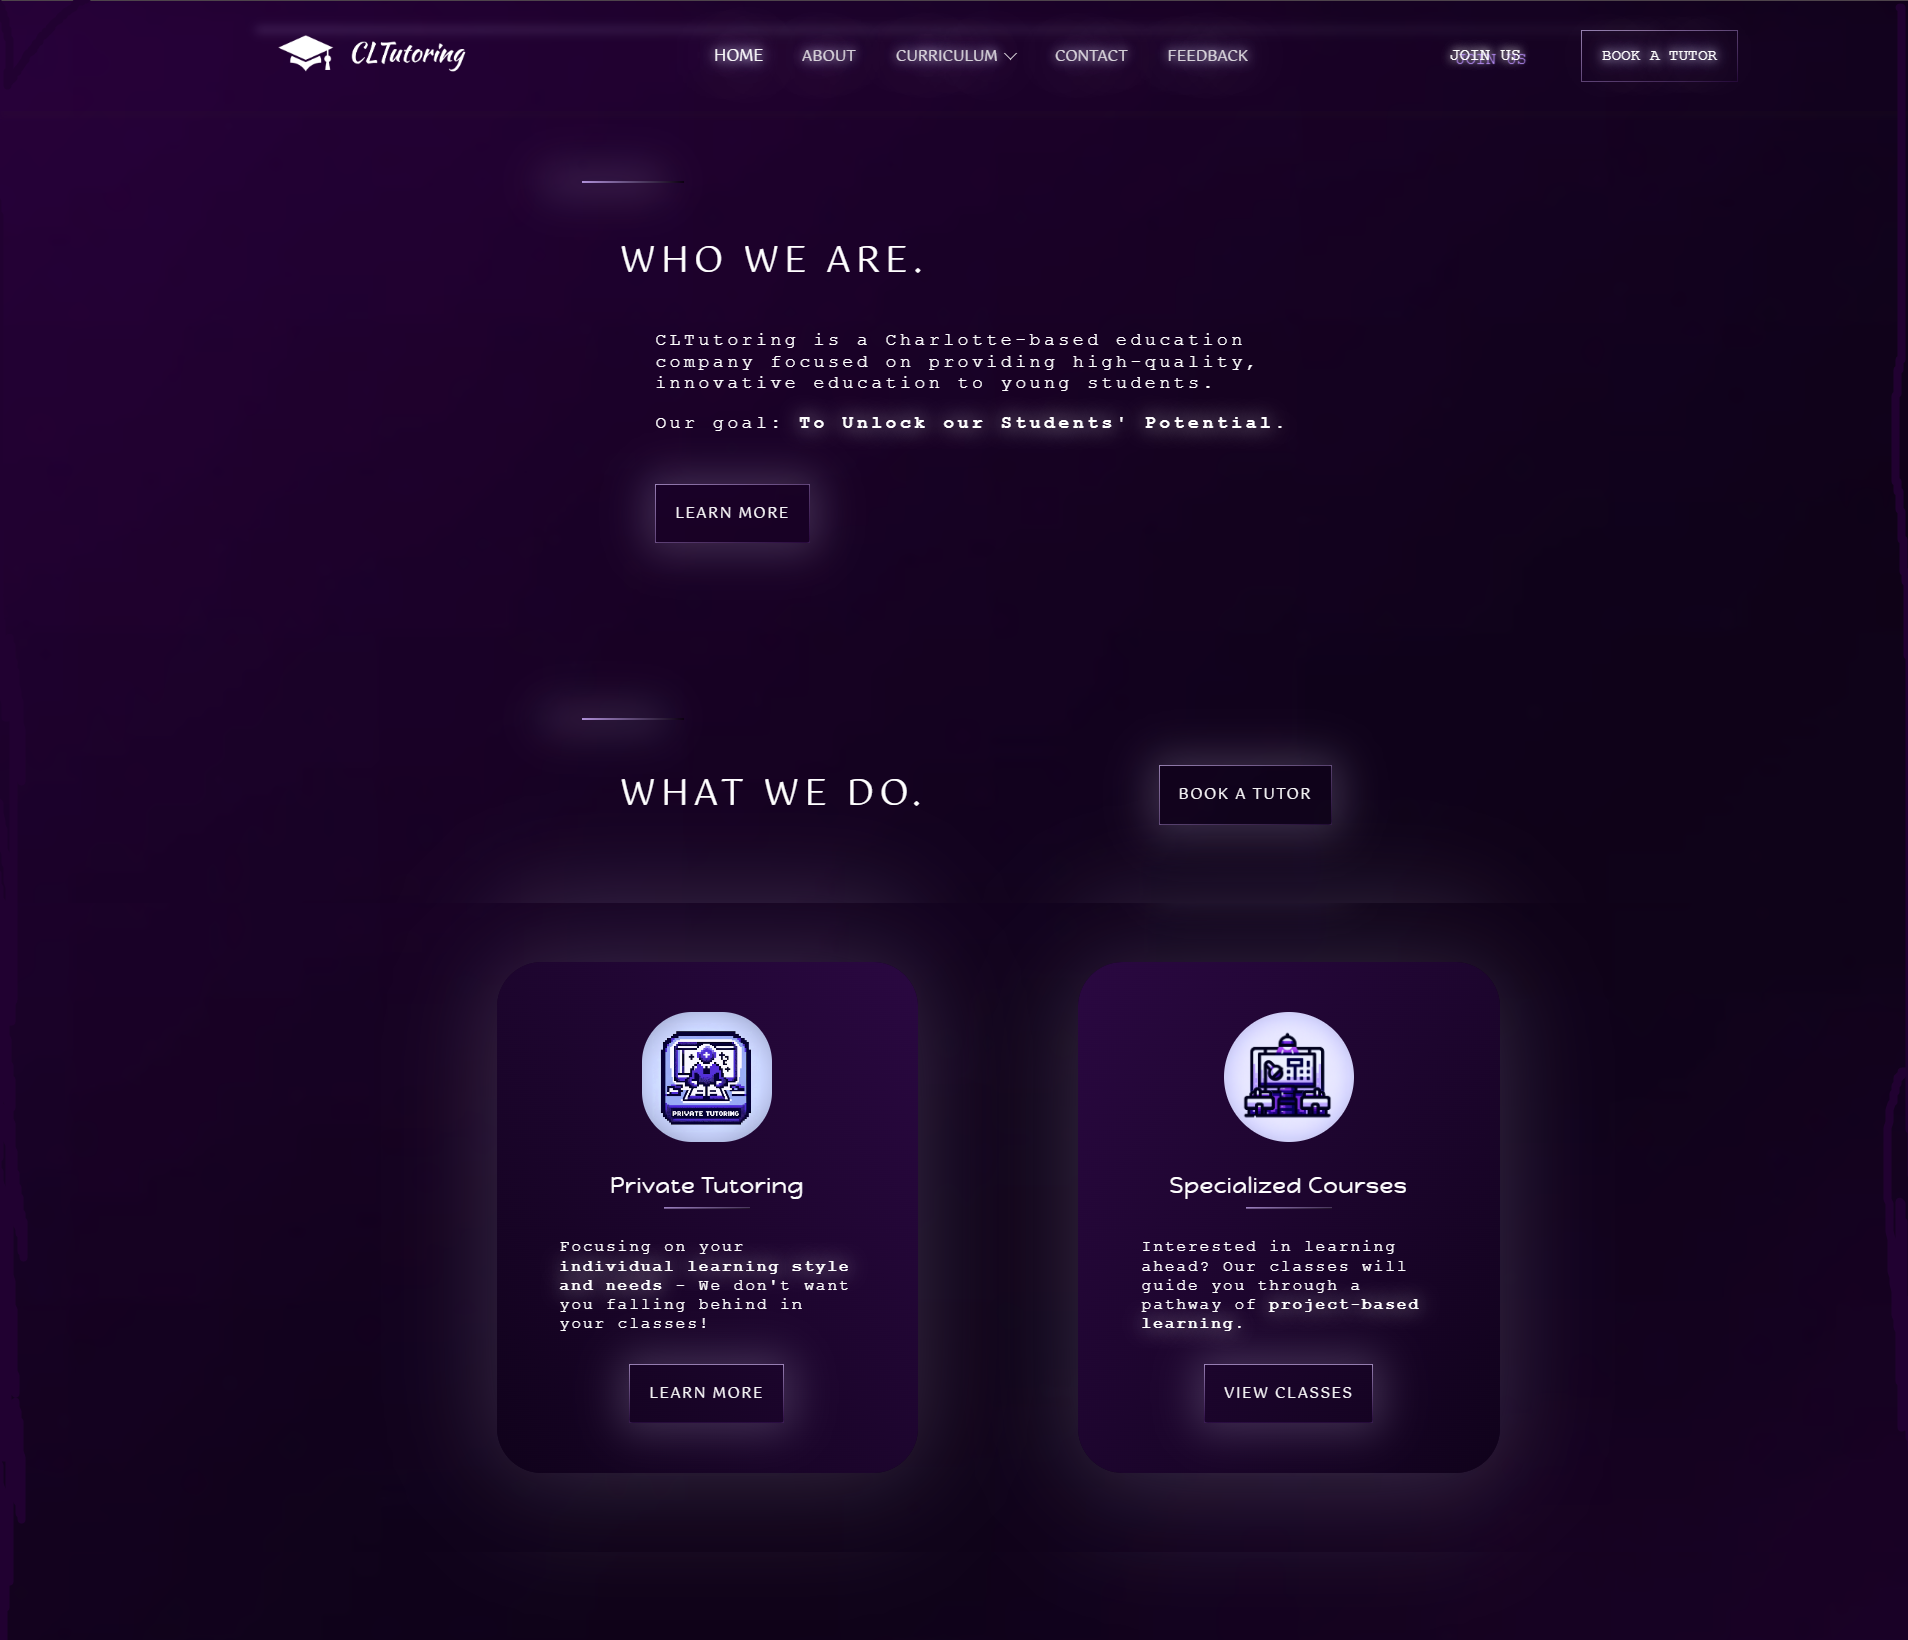 CLTutoring
HOME ABOUT CURRICULUM CONTACT FEEDBACK
JOIN US
BOOK A TUTOR
WHO WE ARE.
CLTutoring is a Charlotte-based education
company focused on providing high-quality,
innovative education to young students.
Our goal: To Unlock our Students' Potential.
LEARN MORE
WHAT WE DO.
BOOK A TUTOR
PRIVATE TUTORING
Private Tutoring
Focusing on your
individual learning style
and needs - We don't want
you falling behind in
your classes!
LEARN MORE
Specialized Courses
Interested in learning
ahead? Our classes will
guide you through a
pathway of project-based
learning.
VIEW CLASSES